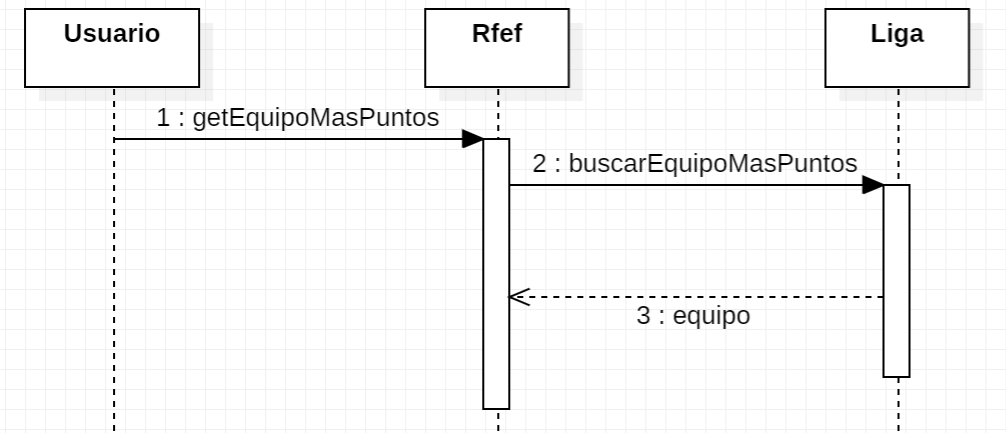 Usuario
Rfef
Liga
1 : getEquipoMasPuntos
2 : buscarEquipoMasPuntos
3 : equipo